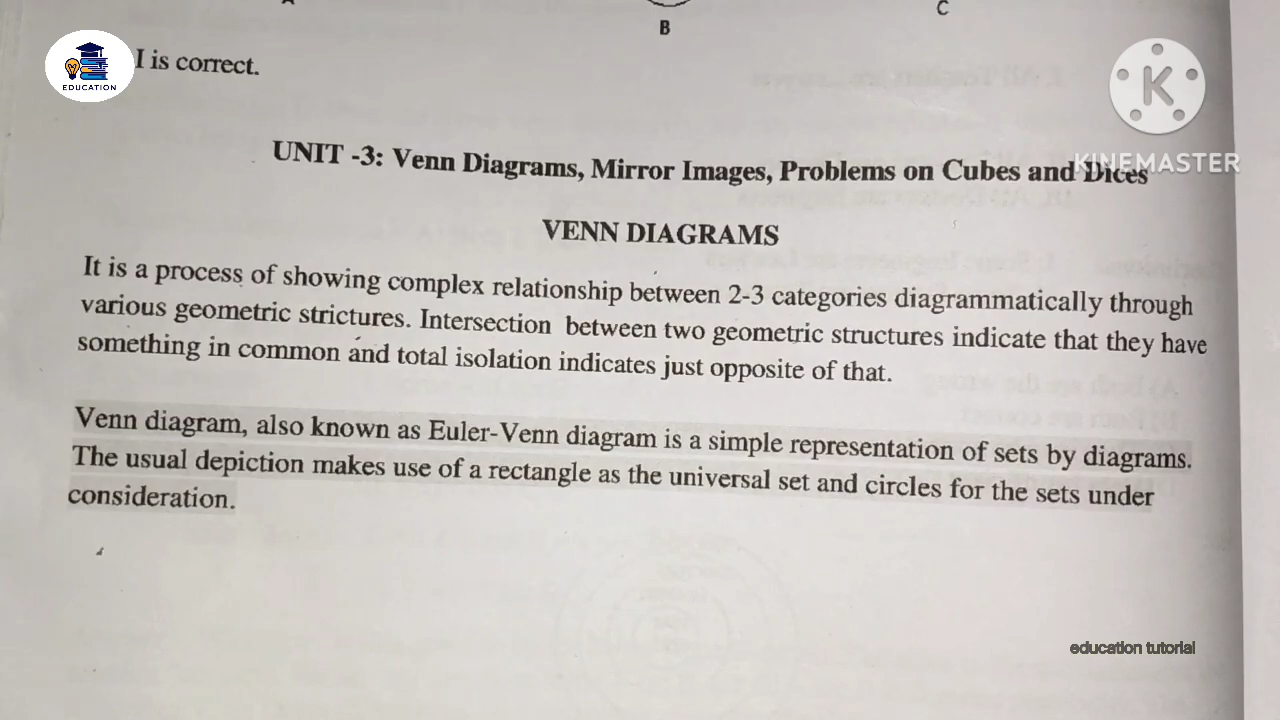 B
C
I is correct.
EDUCATION
K
KINEMASTER
UNIT -3: Venn Diagrams, Mirror Images, Problems on Cubes and Dices
VENN DIAGRAMS
It is a process of showing complex relationship between 2-3 categories diagrammatically through
various geometric strictures. Intersection between two geometric structures indicate that they have
something in common and total isolation indicates just opposite of that.
Venn diagram, also known as Euler-Venn diagram is a simple representation of sets by diagrams.
The usual depiction makes use of a rectangle as the universal set and circles for the sets under
consideration.
education tutorial